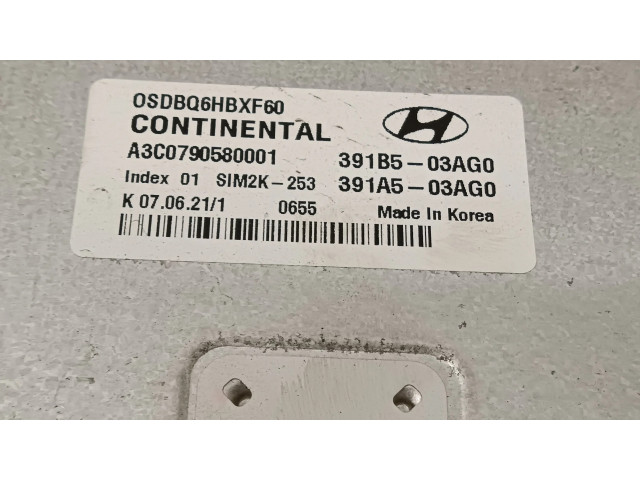 OSDBQ6HBXF60
CONTINENTAL
A3C0790580001 391B5-03AG0
Index 01 SIM2K-253 391A5-03AG0
K 07.06.21/1 0655 Made In Korea